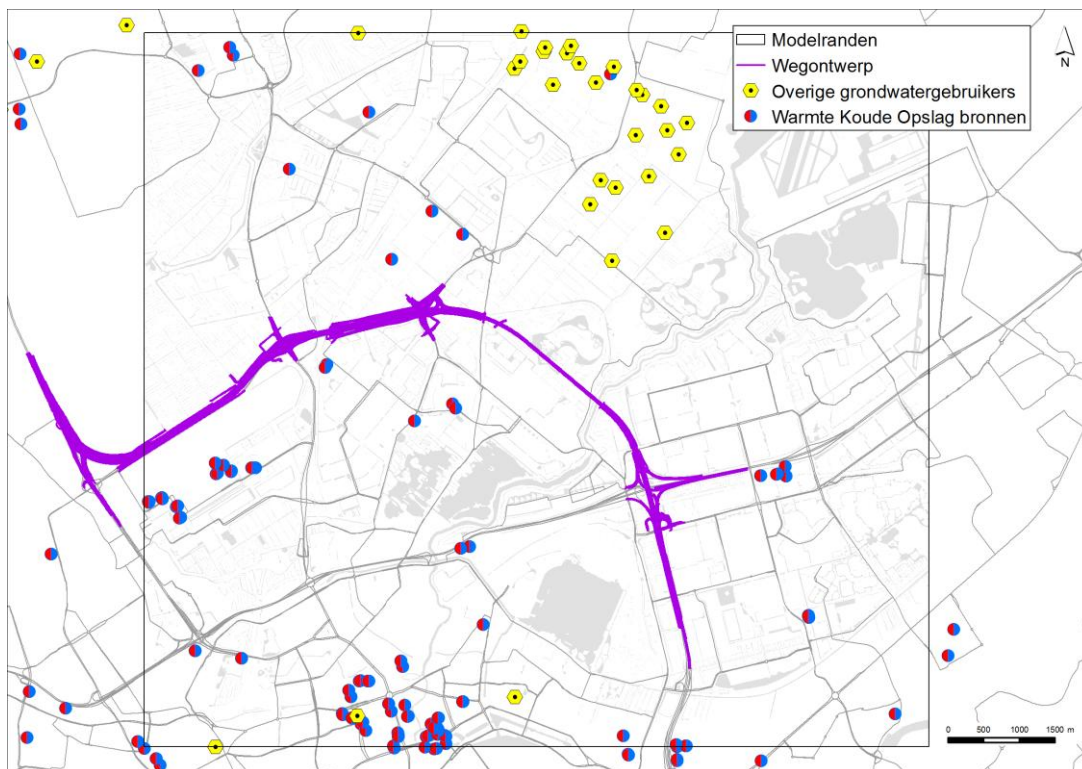 Modelranden
Wegontwerp
Overige grondwatergebruikers
Warmte Koude Opslag bronnen
N
0 500 1000 1500 m